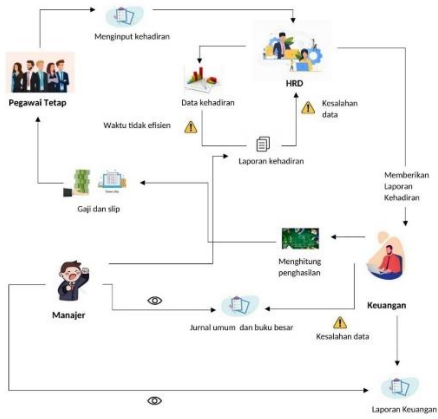 Menginput kehadiran
HRD
Pegawai Tetap
Data kehadiran
Kesalahan
data
Waktu tidak efisien
Laporan kehadiran
Memberikan
Laporan
Kehadiran
Gaji dan slip
Menghitung
penghasilan
Keuangan
Manajer
Jurnal umum dan buku besar
Kesalahan data
Laporan Keuangan